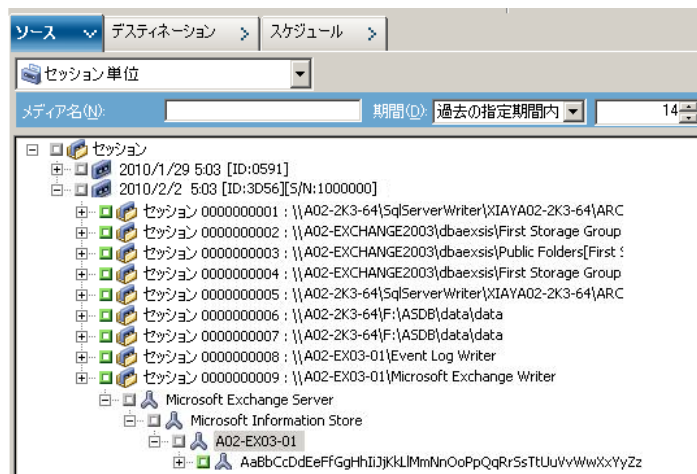 ソース デスティネーション スケジュール
セッション単位
メディア名(N): 期間(D): 過去の指定期間内 14
セッション
2010/1/29 5:03 [ID:0591]
2010/2/2 5:03 [ID:3D56][S/N:1000000]
セッション 0000000001 : \\A02-2K3-64\SqlServerWriter\XIAYA02-2K3-64\ARC
セッション 0000000002 : \\A02-EXCHANGE2003\dbaexsis\First Storage Group
セッション 0000000003 : \\A02-EXCHANGE2003\dbaexsis\Public Folders[First S
セッション 0000000004 : \\A02-EXCHANGE2003\dbaexsis\First Storage Group
セッション 0000000005 : \\A02-2K3-64\SqlServerWriter\XIAYA02-2K3-64\ARC
セッション 0000000006 : \\A02-2K3-64\F:\ASDB\data\data
セッション 0000000007 : \\A02-2K3-64\F:\ASDB\data\data
セッション 0000000008 : \\A02-EX03-01\Event Log Writer
セッション 0000000009 : \\A02-EX03-01\Microsoft Exchange Writer
Microsoft Exchange Server
Microsoft Information Store
A02-EX03-01
AaBbCcDdEeFfGgHhIiJjKkLlMmNnOoPpQqRrSsTtUuVvWwXxYyZz